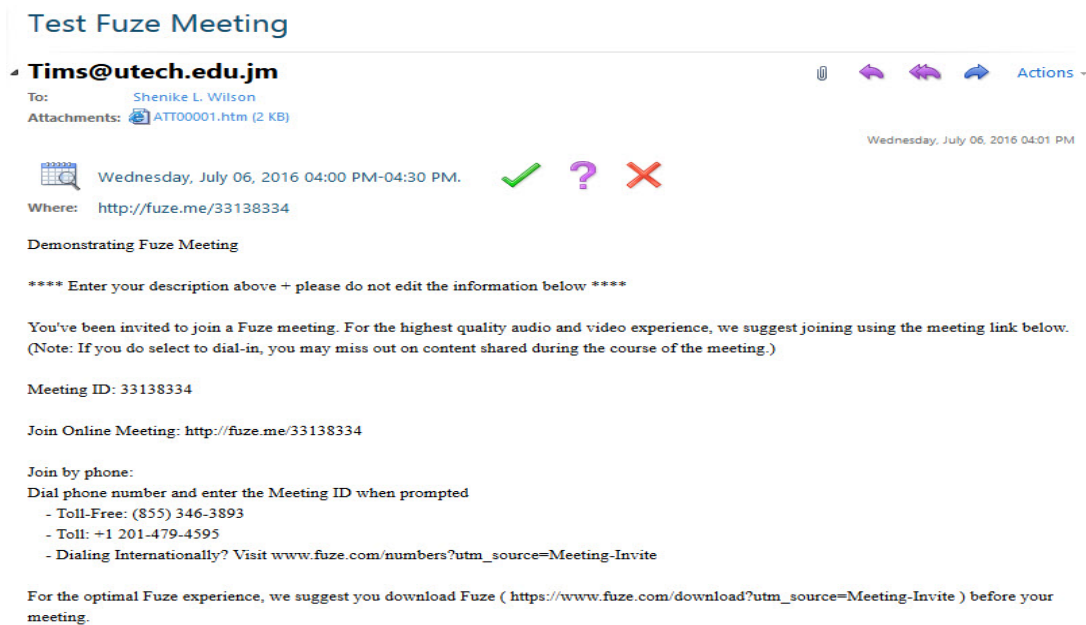 Test Fuze Meeting
Tims@utech.edu.jm
Actions
To: Shenike L. Wilson
Attachments: ATT00001.htm (2 KB)
Wednesday, July 06, 2016 04:01 PM
Wednesday, July 06, 2016 04:00 PM-04:30 PM.
Where: http://fuze.me/33138334
Demonstrating Fuze Meeting
**** Enter your description above + please do not edit the information below ****
You've been invited to join a Fuze meeting. For the highest quality audio and video experience, we suggest joining using the meeting link below.
(Note: If you do select to dial-in, you may miss out on content shared during the course of the meeting.)
Meeting ID: 33138334
Join Online Meeting: http://fuze.me/33138334
Join by phone:
Dial phone number and enter the Meeting ID when prompted
- Toll-Free: (855) 346-3893
- Toll: +1 201-479-4595
- Dialing Internationally? Visit www.fuze.com/numbers?utm_source=Meeting-Invite
For the optimal Fuze experience, we suggest you download Fuze ( https://www.fuze.com/download?utm_source=Meeting-Invite ) before your
meeting.